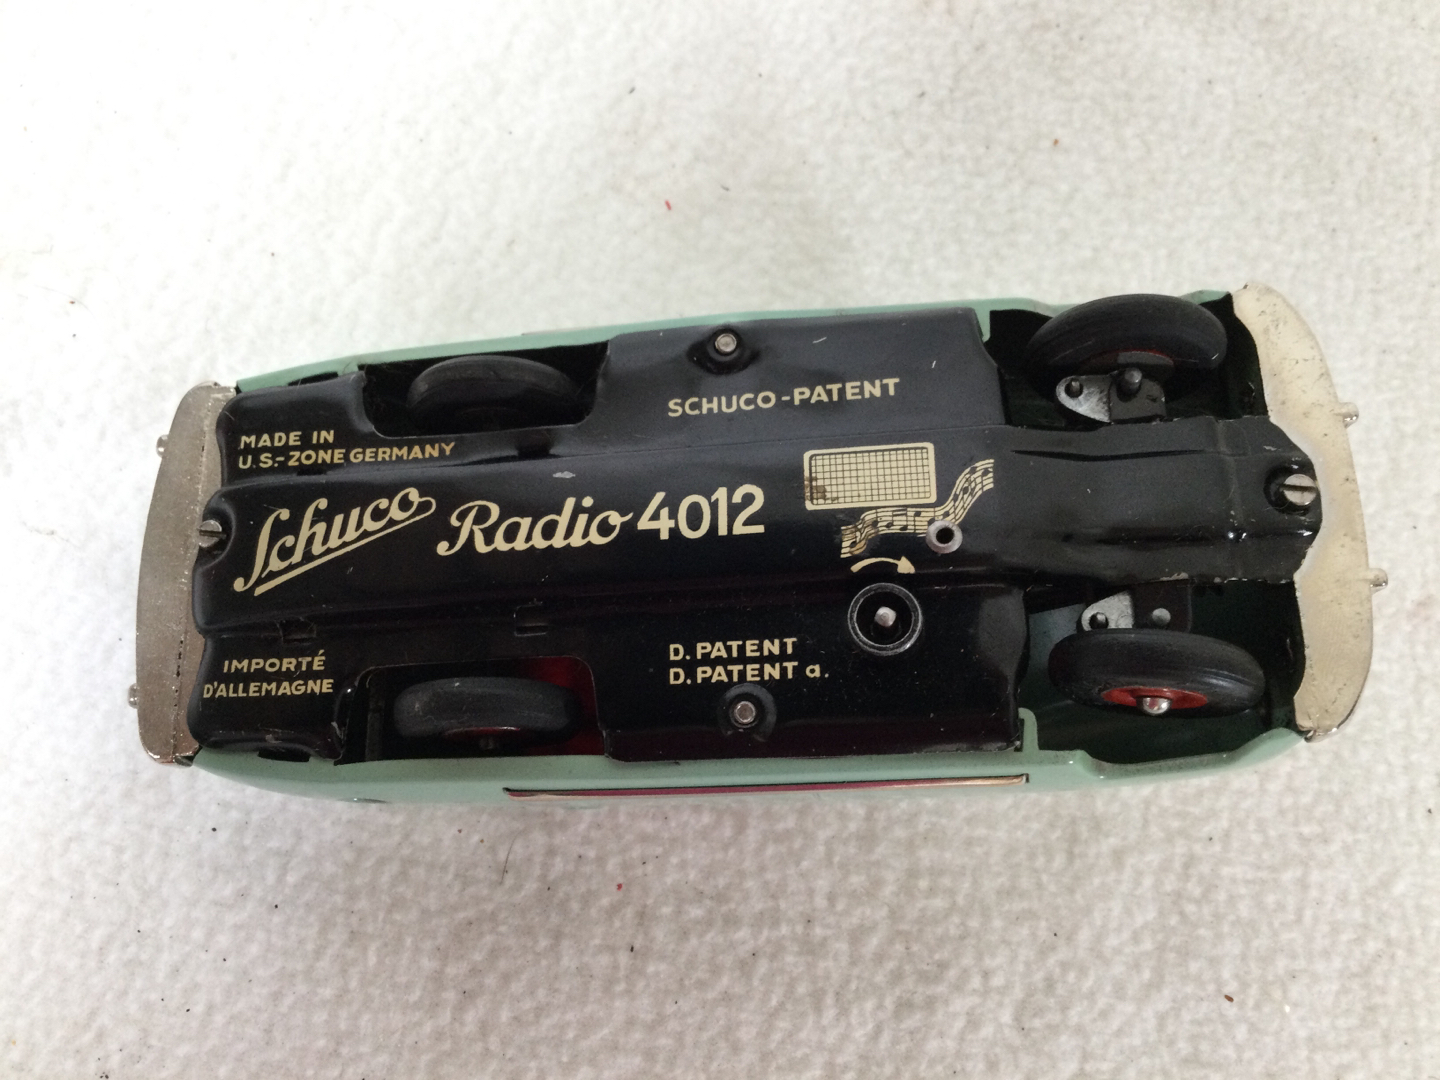 SCHUCO-PATENT
MADE IN
U.S.-ZONE GERMANY
Schuco Radio 4012
IMPORTÉ
D'ALLEMAGNE
D. PATENT
D. PATENT a.